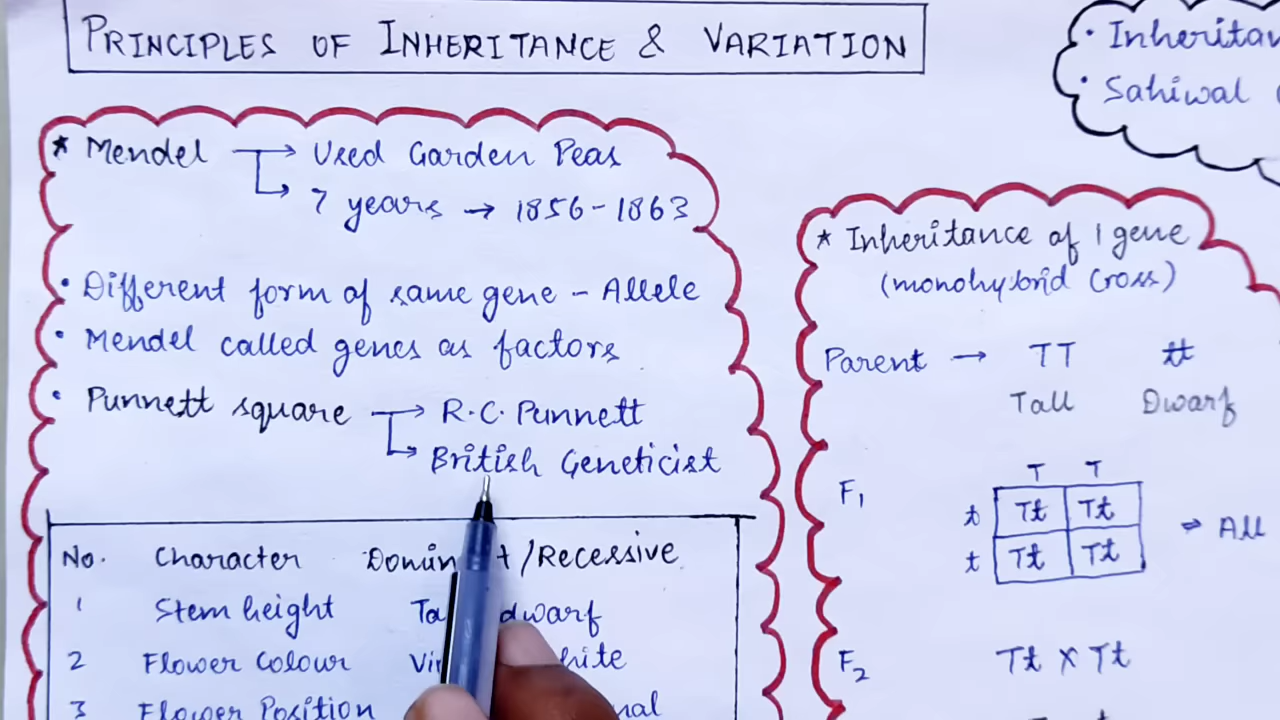 PRINCIPLES OF INHERITANCE & VARIATION
• Sahiwal
* Mendel → Used Garden Peas
→ 7 years → 1856-1863
• Different form of same gene - Allele
• Mendel called genes as factors
• Punnett square → R.C. Punnett
→ British Geneticist
No. Character /Recessive
1 Stem height dwarf
2 Flower Colour
3 Flower Position
* Inheritance of 1 gene
(monohybrid Cross)
Parent → TT tt
Tall Dwarf
F1
T T
t Tt Tt
t Tt Tt
⇒ All
F2 Tt X Tt